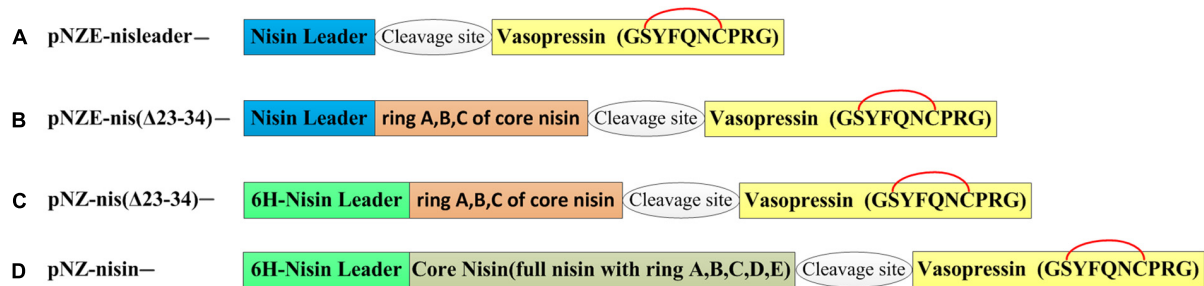 A pNZE-nisleader– Nisin Leader Cleavage site Vasopressin (GSYFQNCPRG)
B pNZE-nis(Δ23-34)– Nisin Leader ring A,B,C of core nisin Cleavage site Vasopressin (GSYFQNCPRG)
C pNZ-nis(Δ23-34)– 6H-Nisin Leader ring A,B,C of core nisin Cleavage site Vasopressin (GSYFQNCPRG)
D pNZ-nisin– 6H-Nisin Leader Core Nisin(full nisin with ring A,B,C,D,E) Cleavage site Vasopressin (GSYFQNCPRG)